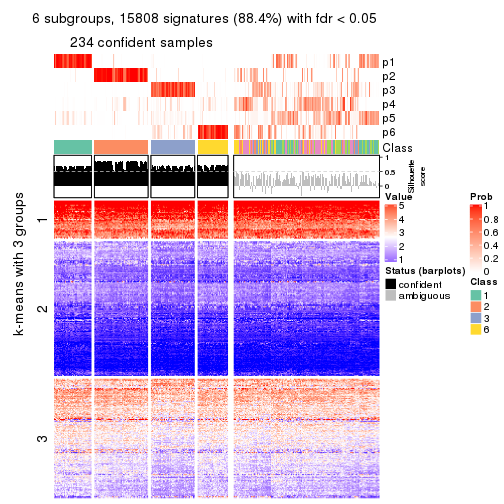 6 subgroups, 15808 signatures (88.4%) with fdr < 0.05
234 confident samples
p1
p2
p3
p4
p5
p6
Class
1
0.5
0
Silhouette
score
k-means with 3 groups
1
2
3
Value
5
4
3
2
1
Prob
1
0.8
0.6
0.4
0.2
0
Status (barplots)
confident
ambiguous
Class
1
2
3
6